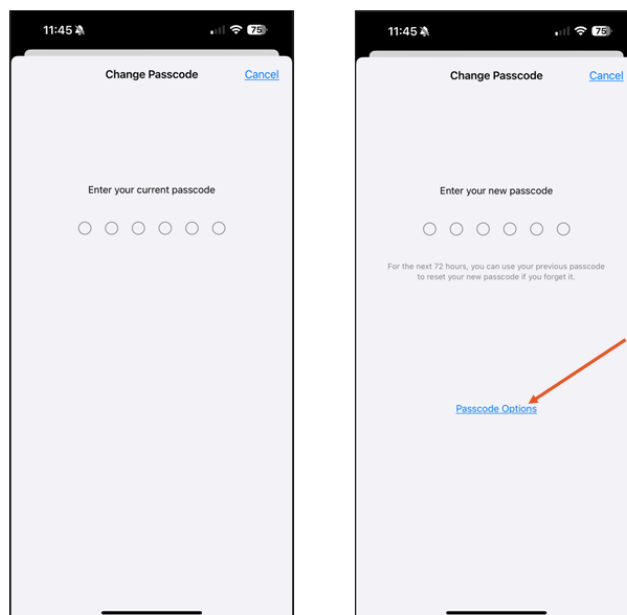 11:45
75
Change Passcode
Cancel
Enter your current passcode
11:45
75
Change Passcode
Cancel
Enter your new passcode
For the next 72 hours, you can use your previous passcode
to reset your new passcode if you forget it.
Passcode Options